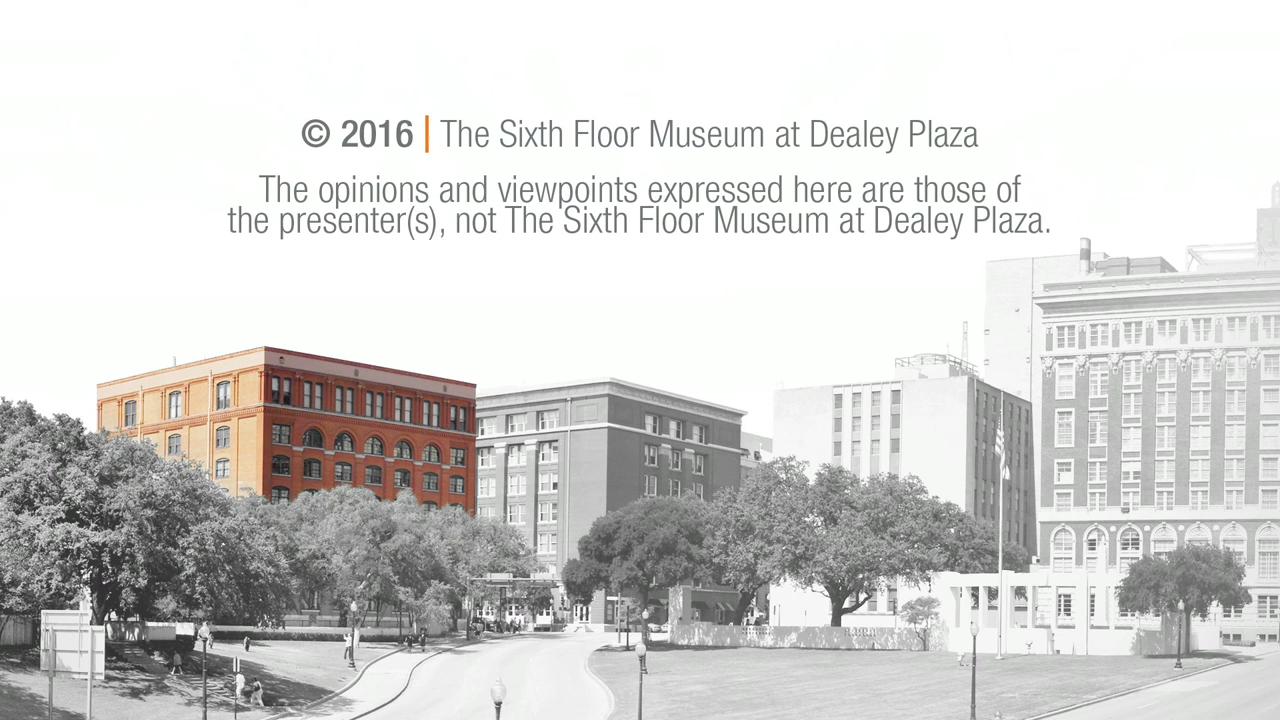 © 2016 | The Sixth Floor Museum at Dealey Plaza
The opinions and viewpoints expressed here are those of
the presenter(s), not The Sixth Floor Museum at Dealey Plaza.